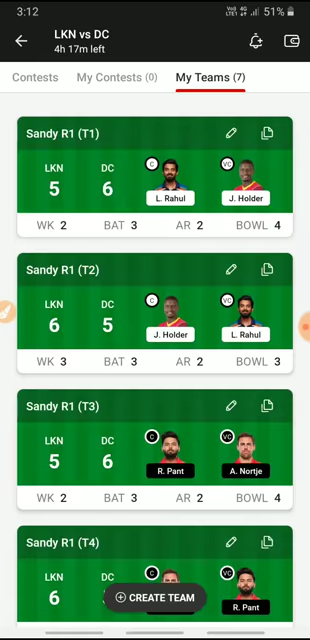 3:12
Vo) 4G LTE1 51%
LKN vs DC
4h 17m left
Contests My Contests (0) My Teams (7)
Sandy R1 (T1)
LKN DC C VC
5 6
L. Rahul J. Holder
WK 2 BAT 3 AR 2 BOWL 4
Sandy R1 (T2)
LKN DC C VC
6 5
J. Holder L. Rahul
WK 3 BAT 3 AR 2 BOWL 3
Sandy R1 (T3)
LKN DC C VC
5 6
R. Pant A. Nortje
WK 2 BAT 3 AR 2 BOWL 4
Sandy R1 (T4)
LKN C VC
6
CREATE TEAM
R. Pant